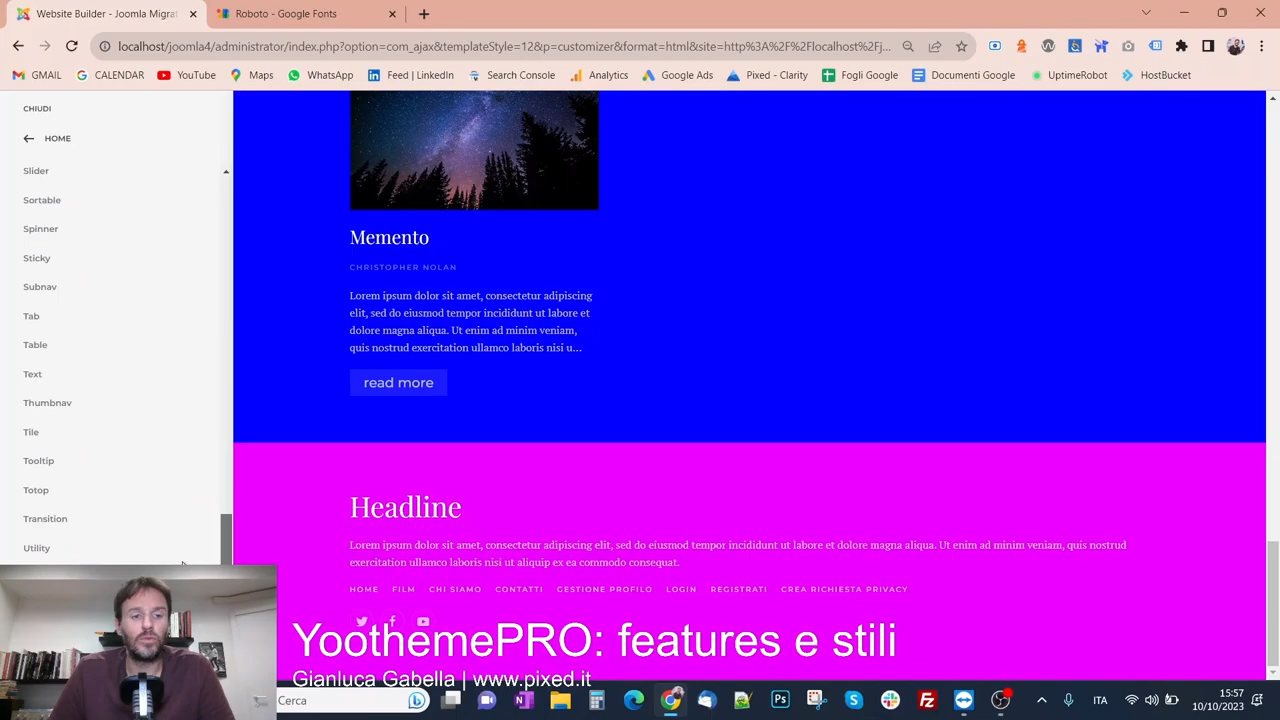 Website Builder - Joomla Migrat
Robots.txt Editor
localhost/joomla4/administrator/index.php?option=com_ajax&templateStyle=12&p=customizer&format=html&site=http%3A%2F%2Flocalhost%2Fj...
GMAIL CALENDAR YouTube Maps WhatsApp Feed | LinkedIn Search Console Analytics Google Ads Pixed - Clarity Fogli Google Documenti Google UptimeRobot HostBucket
CHIUDI
HOME
Slider
Sortable
Spinner
Sticky
Subnav
Tab
Table
Text
Thumbnav
Tile
Tooltip
Totop
Transition
Utility
Memento
CHRISTOPHER NOLAN
Lorem ipsum dolor sit amet, consectetur adipiscing
elit, sed do eiusmod tempor incididunt ut labore et
dolore magna aliqua. Ut enim ad minim veniam,
quis nostrud exercitation ullamco laboris nisi u...
read more
Headline
Lorem ipsum dolor sit amet, consectetur adipiscing elit, sed do eiusmod tempor incididunt ut labore et dolore magna aliqua. Ut enim ad minim veniam, quis nostrud
exercitation ullamco laboris nisi ut aliquip ex ea commodo consequat.
HOME FILM CHI SIAMO CONTATTI GESTIONE PROFILO LOGIN REGISTRATI CREA RICHIESTA PRIVACY
YoothemePRO: features e stili
Gianluca Gabella | www.pixed.it
Cerca
ITA
15:57
10/10/2023